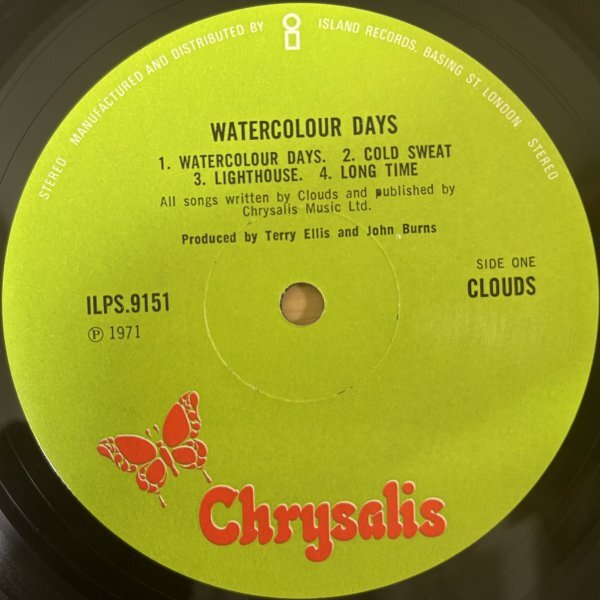 STEREO MANUFACTURED AND DISTRIBUTED BY ISLAND RECORDS, BASING ST. LONDON STEREO
WATERCOLOUR DAYS
1. WATERCOLOUR DAYS. 2. COLD SWEAT
3. LIGHTHOUSE. 4. LONG TIME
All songs written by Clouds and published by
Chrysalis Music Ltd.
Produced by Terry Ellis and John Burns
SIDE ONE
ILPS.9151
CLOUDS
℗ 1971
Chrysalis